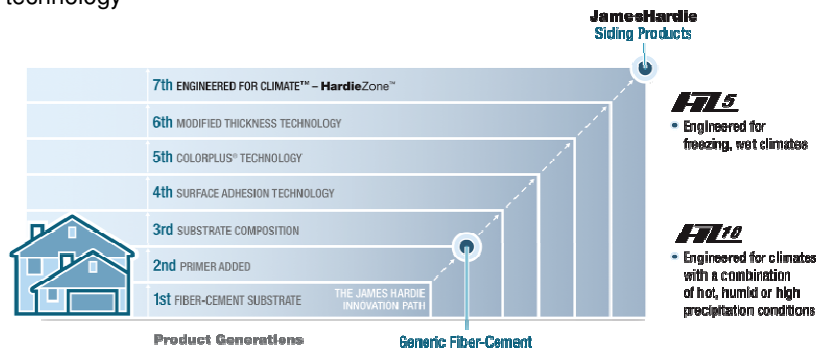 technology
JamesHardie
Siding Products
7th ENGINEERED FOR CLIMATE™ – HardieZone™
6th MODIFIED THICKNESS TECHNOLOGY
5th COLORPLUS® TECHNOLOGY
4th SURFACE ADHESION TECHNOLOGY
3rd SUBSTRATE COMPOSITION
2nd PRIMER ADDED
1st FIBER-CEMENT SUBSTRATE
THE JAMES HARDIE
INNOVATION PATH
Product Generations
Generic Fiber-Cement
HZ5
• Engineered for
freezing, wet climates
HZ10
• Engineered for climates
with a combination
of hot, humid or high
precipitation conditions